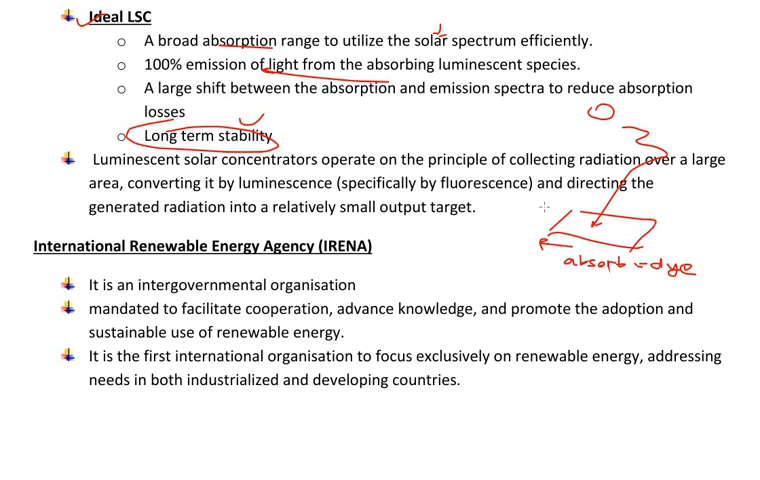 Ideal LSC
o A broad absorption range to utilize the solar spectrum efficiently.
o 100% emission of light from the absorbing luminescent species.
o A large shift between the absorption and emission spectra to reduce absorption
losses
o Long term stability
Luminescent solar concentrators operate on the principle of collecting radiation over a large
area, converting it by luminescence (specifically by fluorescence) and directing the
generated radiation into a relatively small output target.
absorb = dye
International Renewable Energy Agency (IRENA)
It is an intergovernmental organisation
mandated to facilitate cooperation, advance knowledge, and promote the adoption and
sustainable use of renewable energy.
It is the first international organisation to focus exclusively on renewable energy, addressing
needs in both industrialized and developing countries.